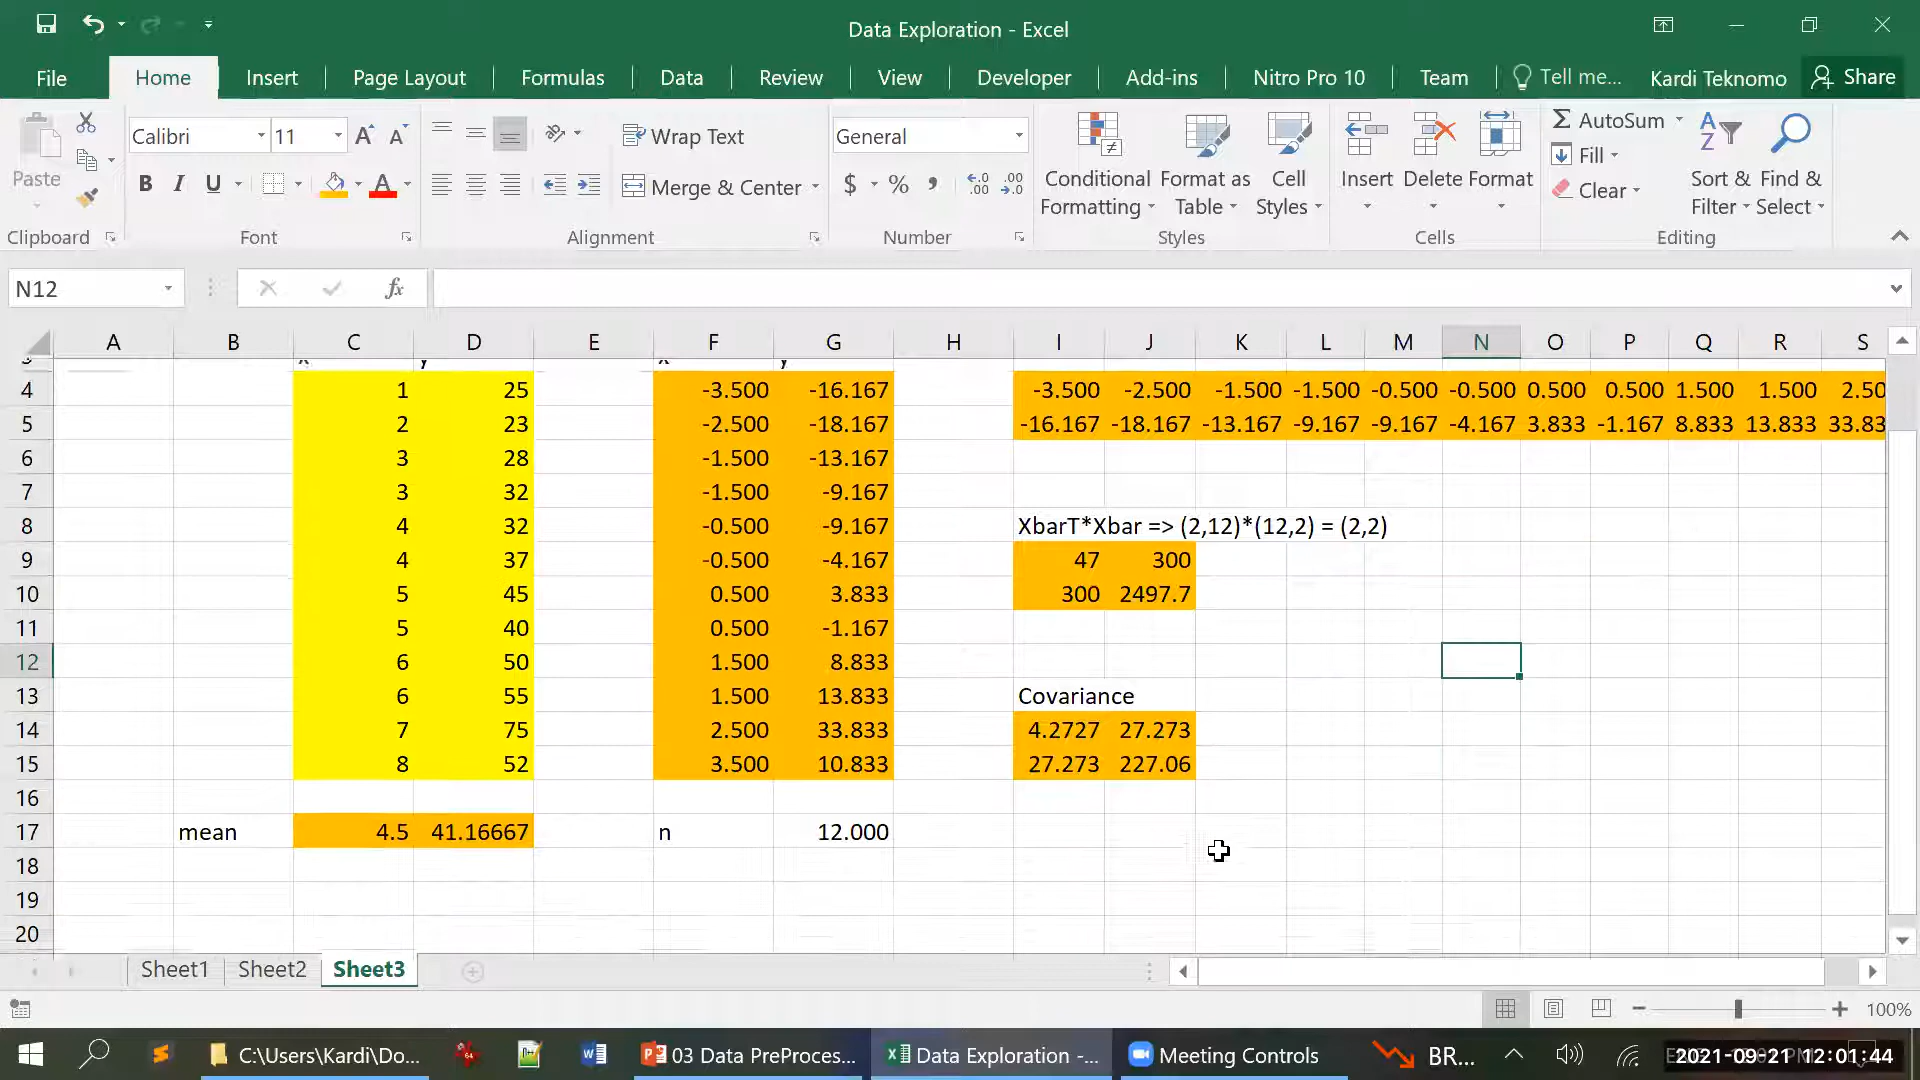 Data Exploration - Excel
File Home Insert Page Layout Formulas Data Review View Developer Add-ins Nitro Pro 10 Team Tell me... Kardi Teknomo Share
Paste
Clipboard
Calibri 11
B I U
Font
Wrap Text
Merge & Center
Alignment
General
$ % ,
Number
Conditional Formatting
Format as Table
Cell Styles
Styles
Insert Delete Format
Cells
AutoSum
Fill
Clear
Sort & Filter
Find & Select
Editing
N12 fx
A B C D E F G H I J K L M N O P Q R S
4 1 25 -3.500 -16.167 -3.500 -2.500 -1.500 -1.500 -0.500 -0.500 0.500 0.500 1.500 1.500 2.50
5 2 23 -2.500 -18.167 -16.167 -18.167 -13.167 -9.167 -9.167 -4.167 3.833 -1.167 8.833 13.833 33.83
6 3 28 -1.500 -13.167
7 3 32 -1.500 -9.167
8 4 32 -0.500 -9.167 XbarT*Xbar => (2,12)*(12,2) = (2,2)
9 4 37 -0.500 -4.167 47 300
10 5 45 0.500 3.833 300 2497.7
11 5 40 0.500 -1.167
12 6 50 1.500 8.833
13 6 55 1.500 13.833 Covariance
14 7 75 2.500 33.833 4.2727 27.273
15 8 52 3.500 10.833 27.273 227.06
16
17 mean 4.5 41.16667 n 12.000
18
19
20
Sheet1 Sheet2 Sheet3
100%
C:\Users\Kardi\Do... 03 Data PreProces... Data Exploration -... Meeting Controls BR... 2021-09-21 12:01:44